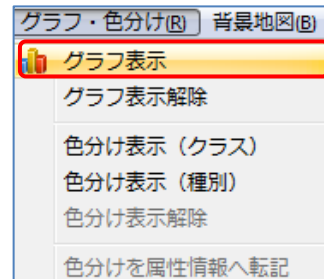 グラフ・色分け(R) 背景地図(B)
グラフ表示
グラフ表示解除
色分け表示（クラス）
色分け表示（種別）
色分け表示解除
色分けを属性情報へ転記